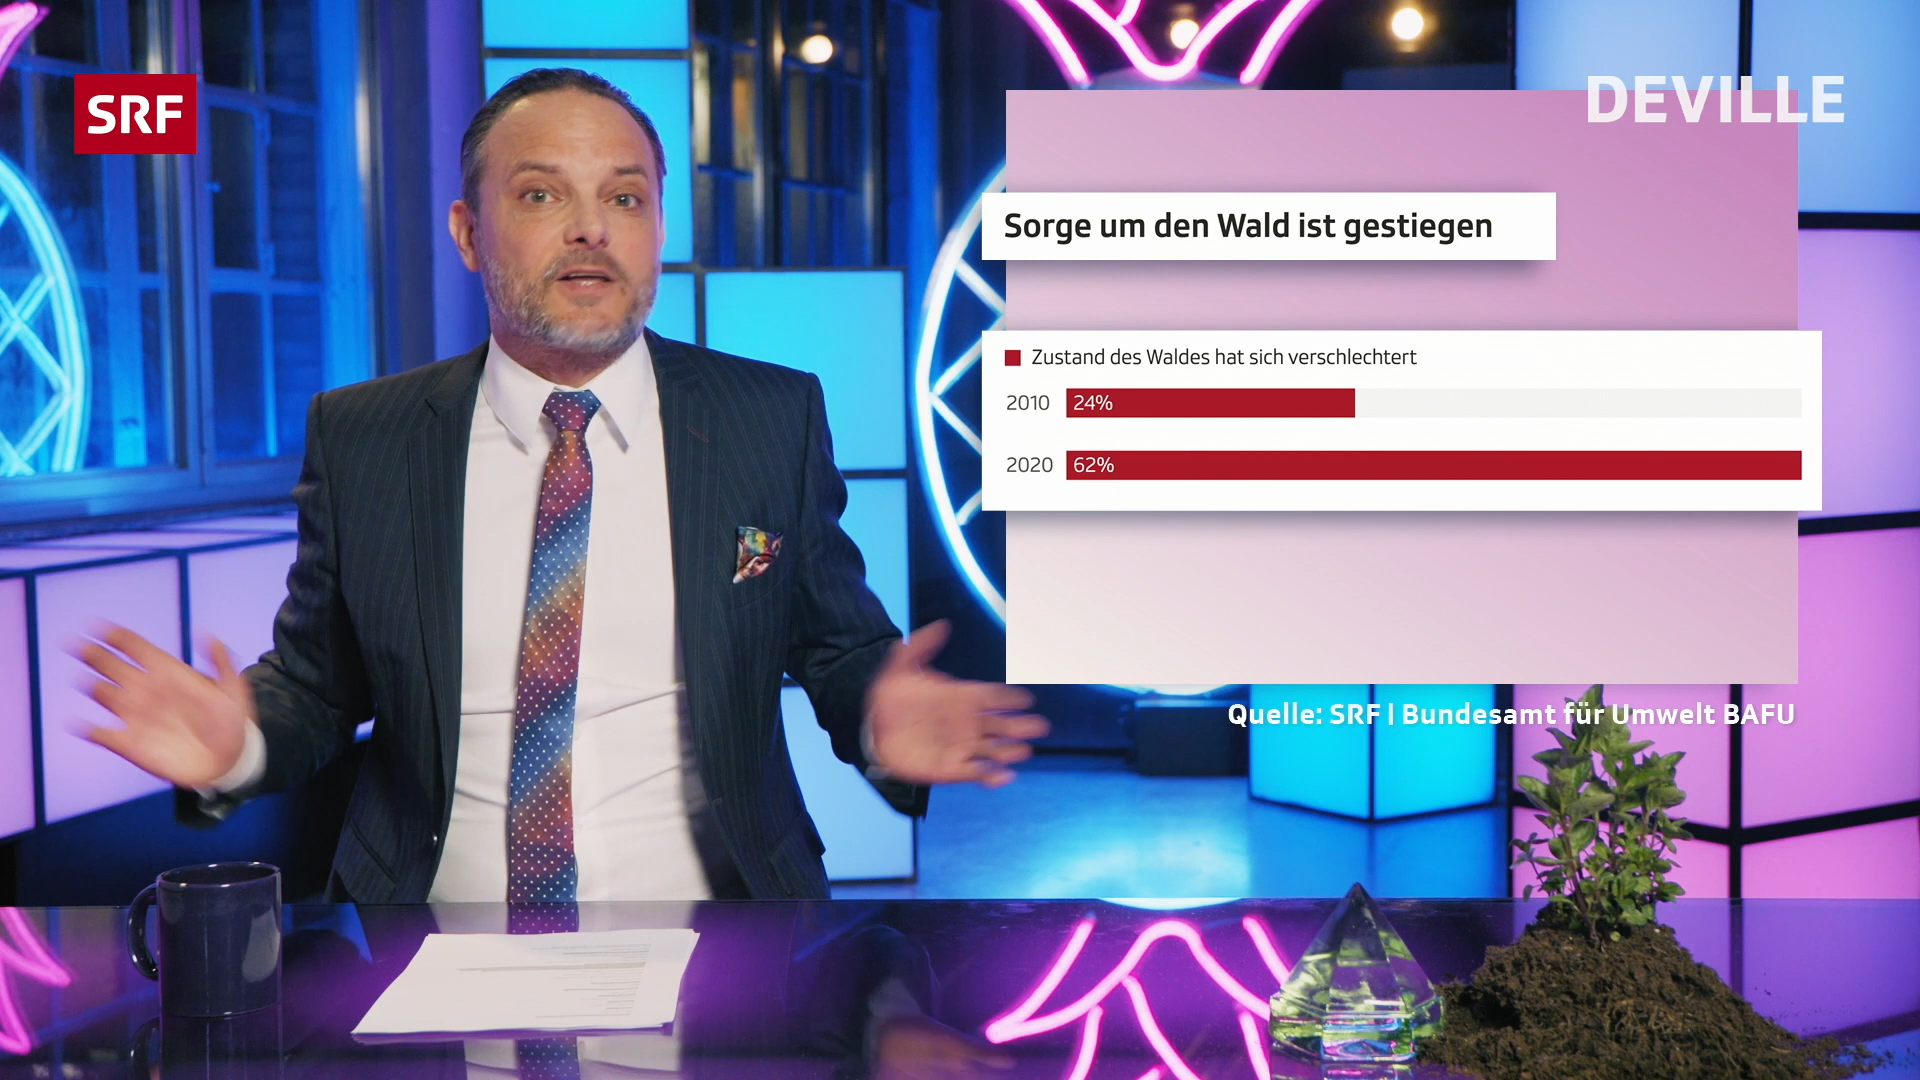 SRF
DEVILLE
Sorge um den Wald ist gestiegen
Zustand des Waldes hat sich verschlechtert
2010 24%
2020 62%
Quelle: SRF | Bundesamt für Umwelt BAFU